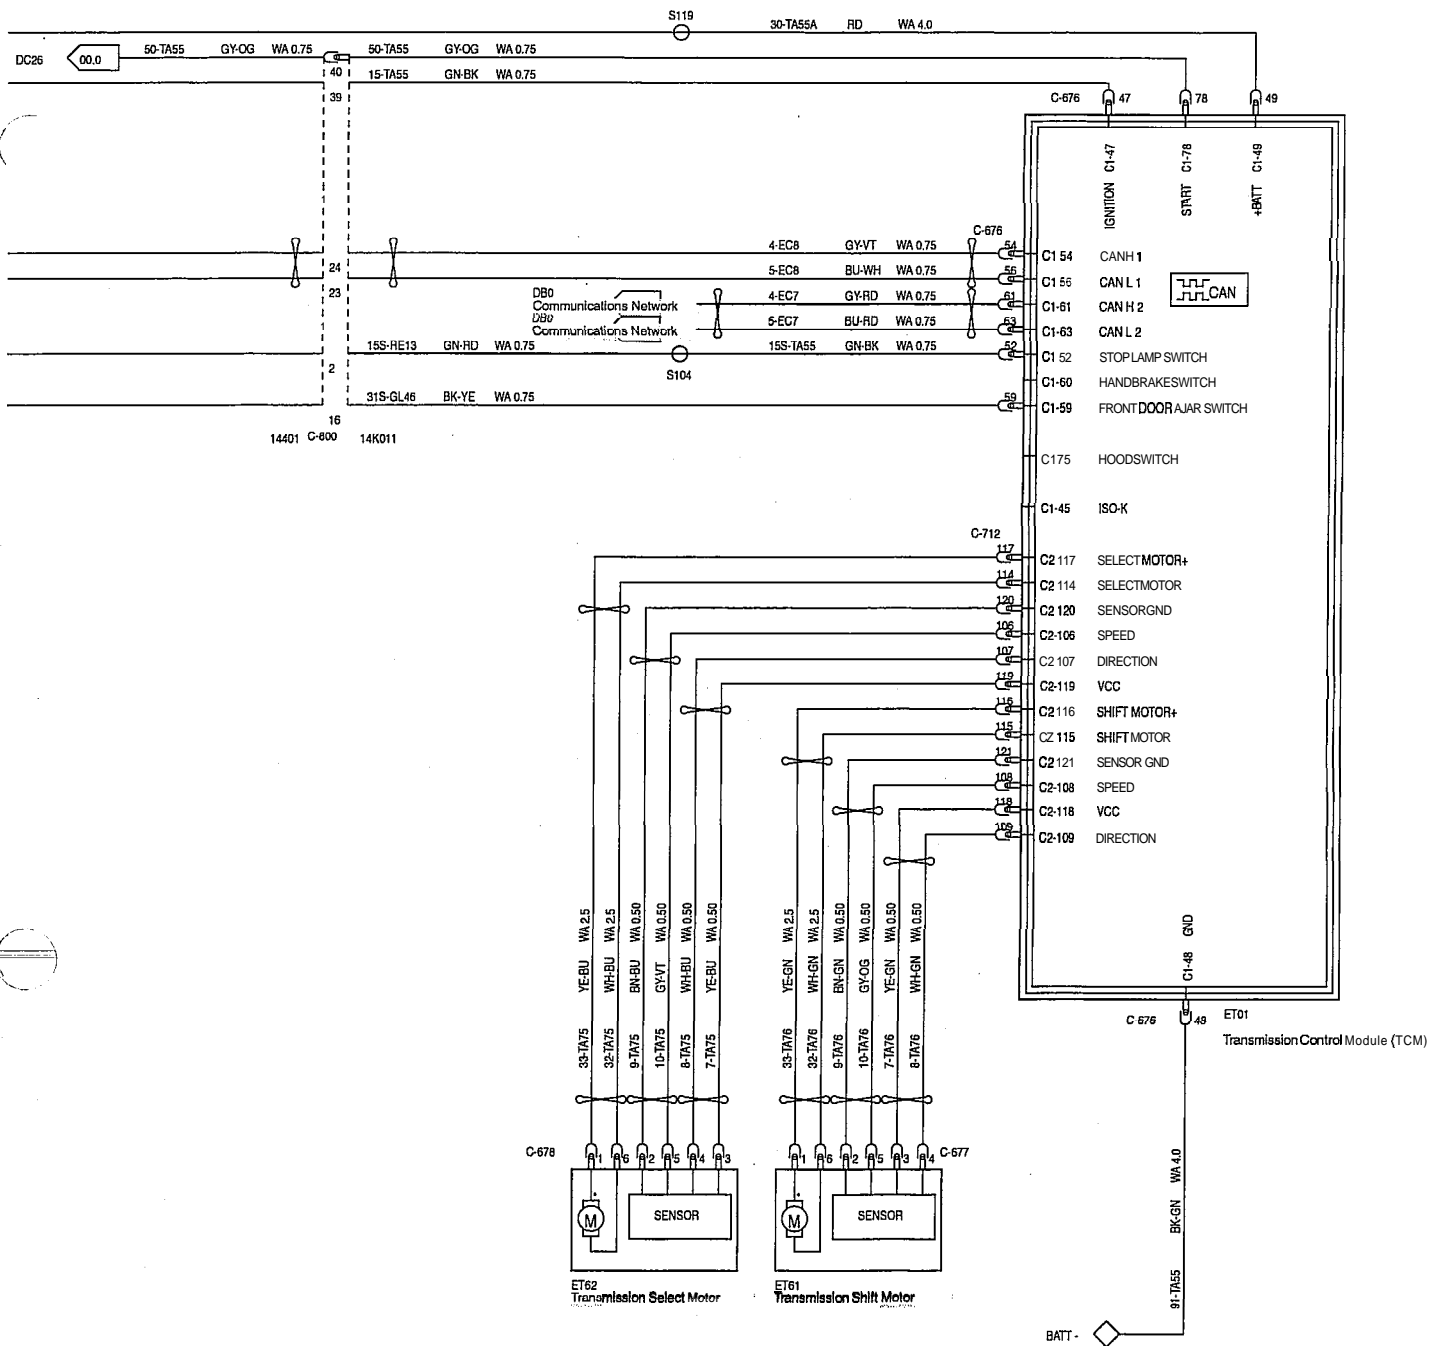 S119
30-TA55A RD WA 4.0
DC26 00.0 50-TA55 GY-OG WA 0.75 50-TA55 GY-OG WA 0.75
40 15-TA55 GN-BK WA 0.75
39
C-676 47 78 49
IGNITION C1-47
START C1-78
+BATT C1-49
C-676
4-EC8 GY-VT WA 0.75 54 C1 54 CANH 1
24
5-EC8 BU-WH WA 0.75 C1 56 CAN L 1
23
CAN
DB0
Communications Network
4-EC7 GY-RD WA 0.75 61 C1-61 CAN H 2
DB0
Communications Network
5-EC7 BU-RD WA 0.75 63 C1-63 CAN L 2
15S-RE13 GN-RD WA 0.75 15S-TA55 GN-BK WA 0.75 52 C1 52 STOPLAMP SWITCH
2
S104
C1-60 HANDBRAKESWITCH
31S-GL46 BK-YE WA 0.75 59 C1-59 FRONT DOOR AJAR SWITCH
16
14401 C-800 14K011
C175 HOODSWITCH
C1-45 ISO-K
C-712
117 C2 117 SELECT MOTOR+
114 C2 114 SELECTMOTOR
120 C2 120 SENSORGND
106 C2-106 SPEED
107 C2 107 DIRECTION
119 C2-119 VCC
116 C2 116 SHIFT MOTOR+
115 CZ 115 SHIFT MOTOR
121 C2 121 SENSOR GND
108 C2-108 SPEED
118 C2-118 VCC
109 C2-109 DIRECTION
33-TA75 YE-BU WA 2.5
32-TA75 WH-BU WA 2.5
9-TA75 BN-BU WA 0.50
10-TA75 GY-VT WA 0.50
8-TA75 WH-BU WA 0.50
7-TA75 YE-BU WA 0.50
33-TA76 YE-GN WA 2.5
32-TA76 WH-GN WA 2.5
9-TA76 BN-GN WA 0.50
10-TA76 GY-OG WA 0.50
7-TA76 YE-GN WA 0.50
8-TA76 WH-GN WA 0.50
C1-48 GND
C-676 48 ET01
Transmission Control Module (TCM)
C-678 1 6 2 5 4 3
1 6 2 5 3 4 C-677
M SENSOR
M SENSOR
ET62
Transmission Select Motor
ET61
Transmission Shift Motor
91-TA55 BK-GN WA 4.0
BATT -